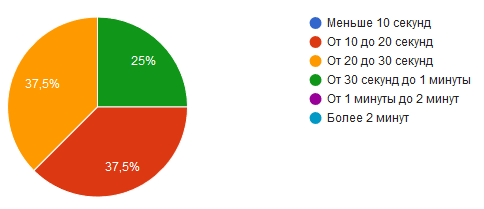 Меньше 10 секунд
От 10 до 20 секунд
От 20 до 30 секунд
От 30 секунд до 1 минуты
От 1 минуты до 2 минут
Более 2 минут
25%
37,5%
37,5%